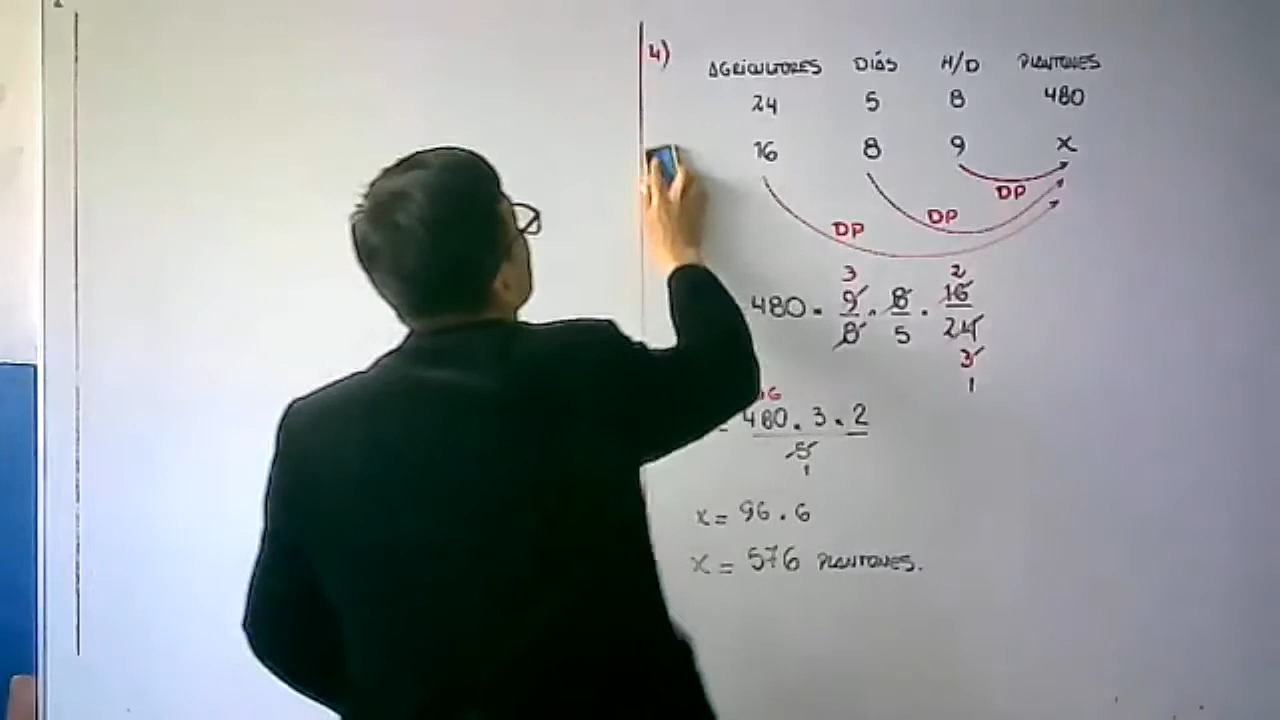 4)
AGRICULTORES DÍAS H/D PLANTONES
24 5 8 480
16 8 9 x
DP DP DP
3 2
480 . 9/8 . 8/5 . 16/24
3
1
96
= 480 . 3 . 2
5
1
x = 96 . 6
x = 576 PLANTONES.